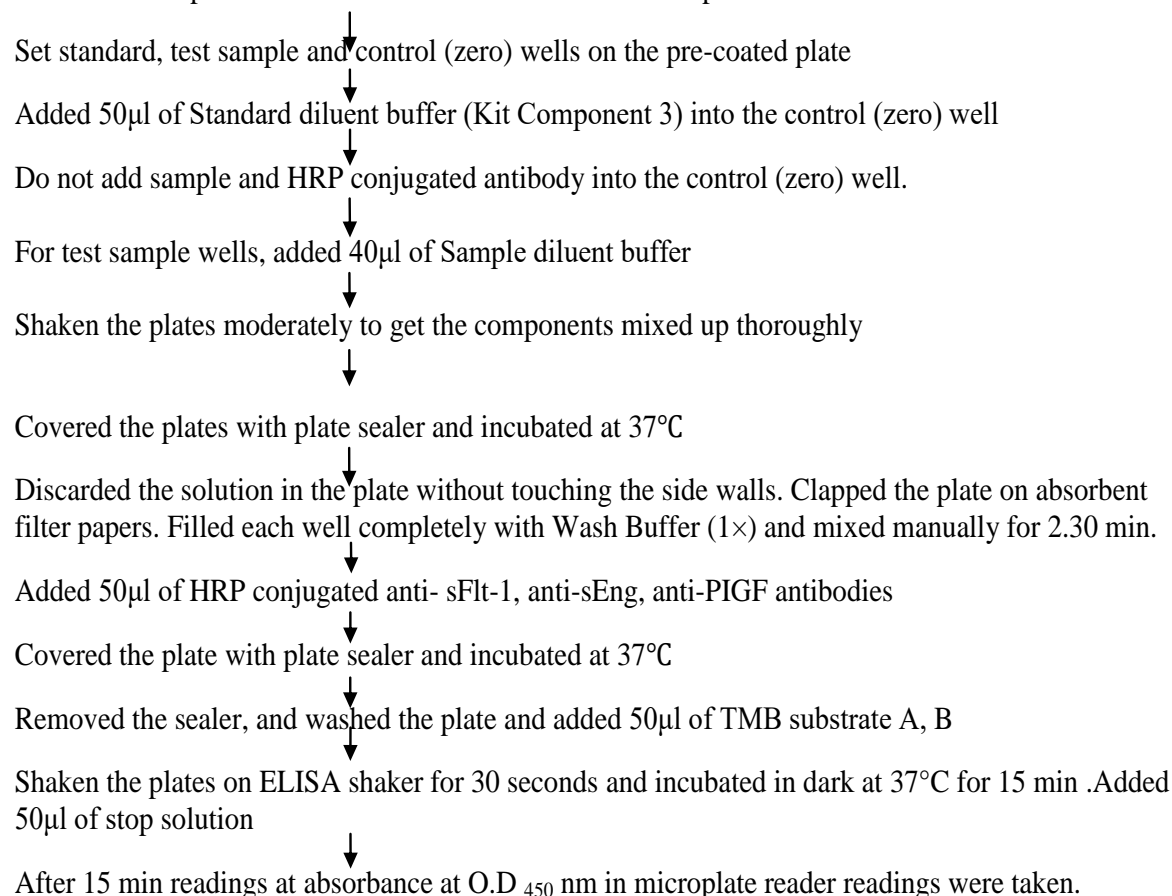 Set standard, test sample and control (zero) wells on the pre-coated plate
Added 50μl of Standard diluent buffer (Kit Component 3) into the control (zero) well
Do not add sample and HRP conjugated antibody into the control (zero) well.
For test sample wells, added 40μl of Sample diluent buffer
Shaken the plates moderately to get the components mixed up thoroughly
Covered the plates with plate sealer and incubated at 37℃
Discarded the solution in the plate without touching the side walls. Clapped the plate on absorbent
filter papers. Filled each well completely with Wash Buffer (1×) and mixed manually for 2.30 min.
Added 50μl of HRP conjugated anti- sFlt-1, anti-sEng, anti-PIGF antibodies
Covered the plate with plate sealer and incubated at 37℃
Removed the sealer, and washed the plate and added 50μl of TMB substrate A, B
Shaken the plates on ELISA shaker for 30 seconds and incubated in dark at 37°C for 15 min .Added
50μl of stop solution
After 15 min readings at absorbance at O.D 450 nm in microplate reader readings were taken.